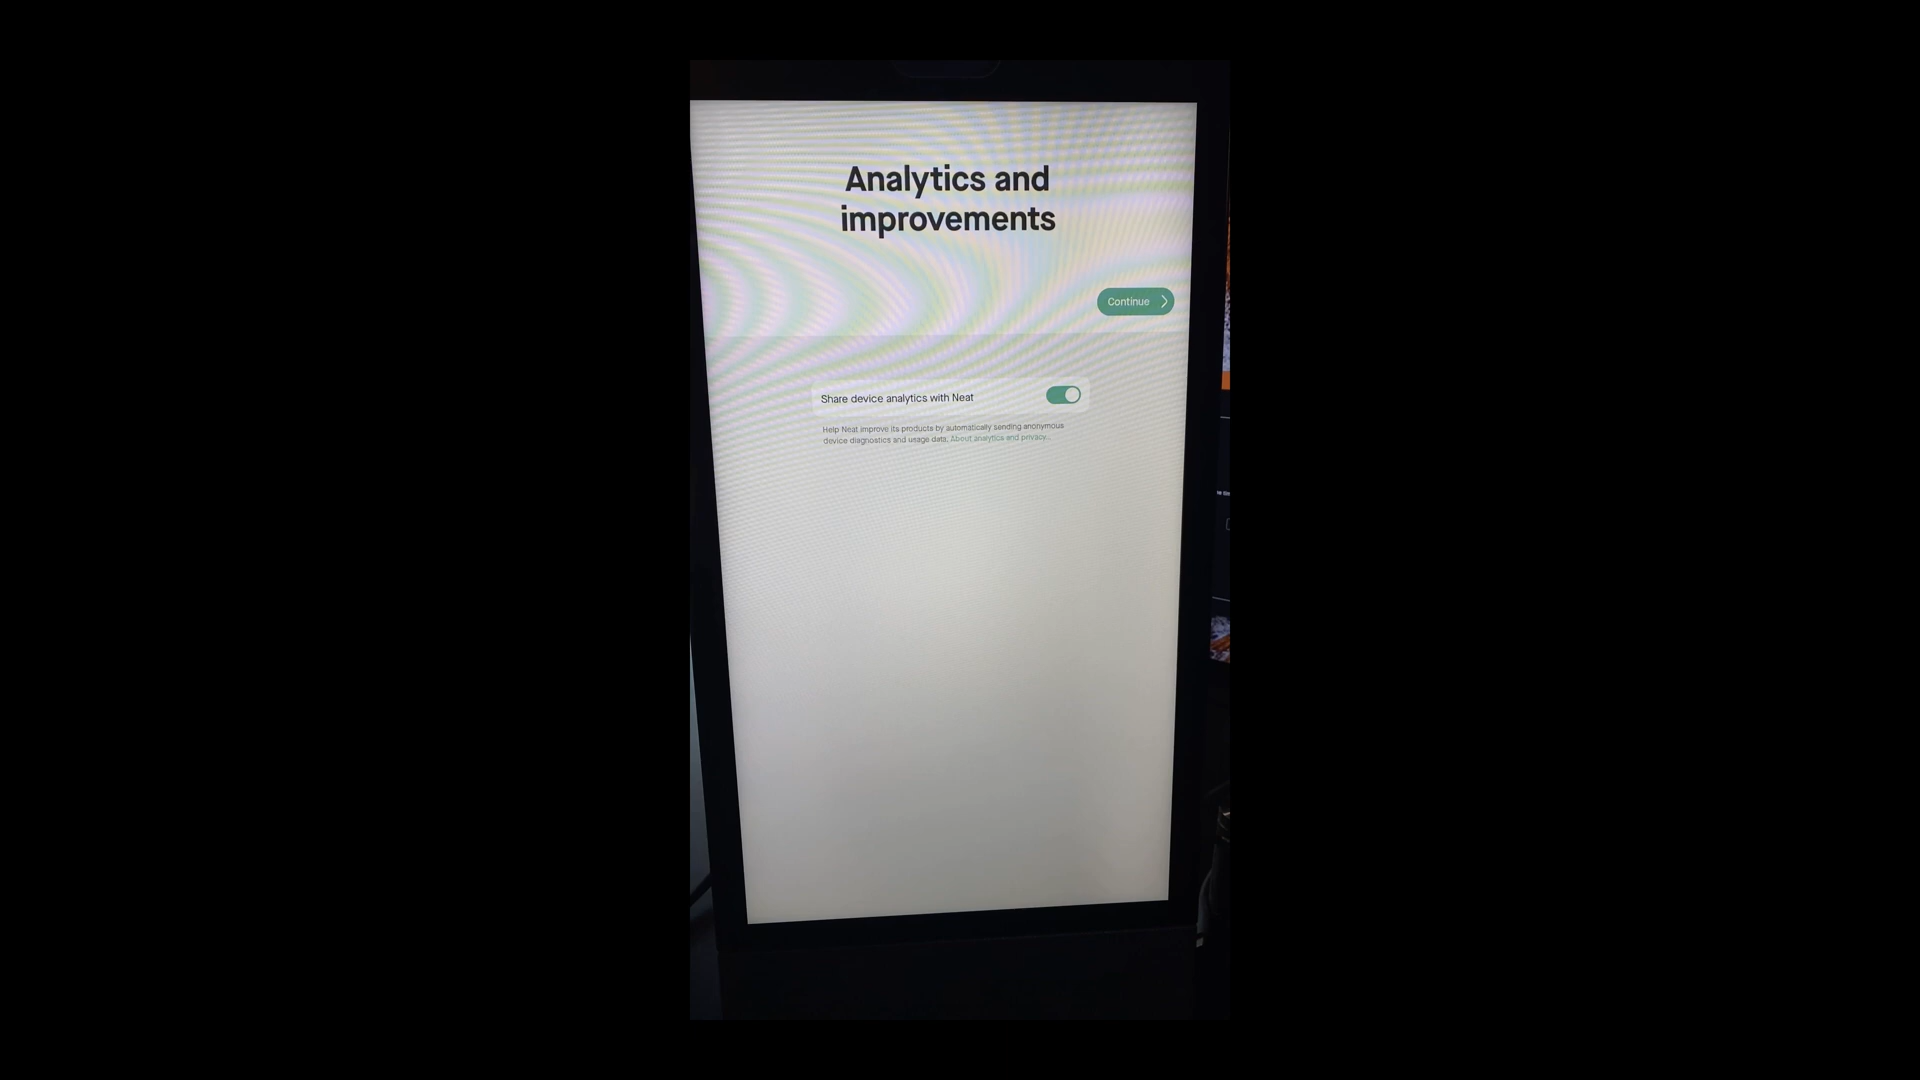 Analytics and
improvements
Continue
Share device analytics with Neat
Help Neat improve its products by automatically sending anonymous
device diagnostics and usage data. About analytics and privacy...